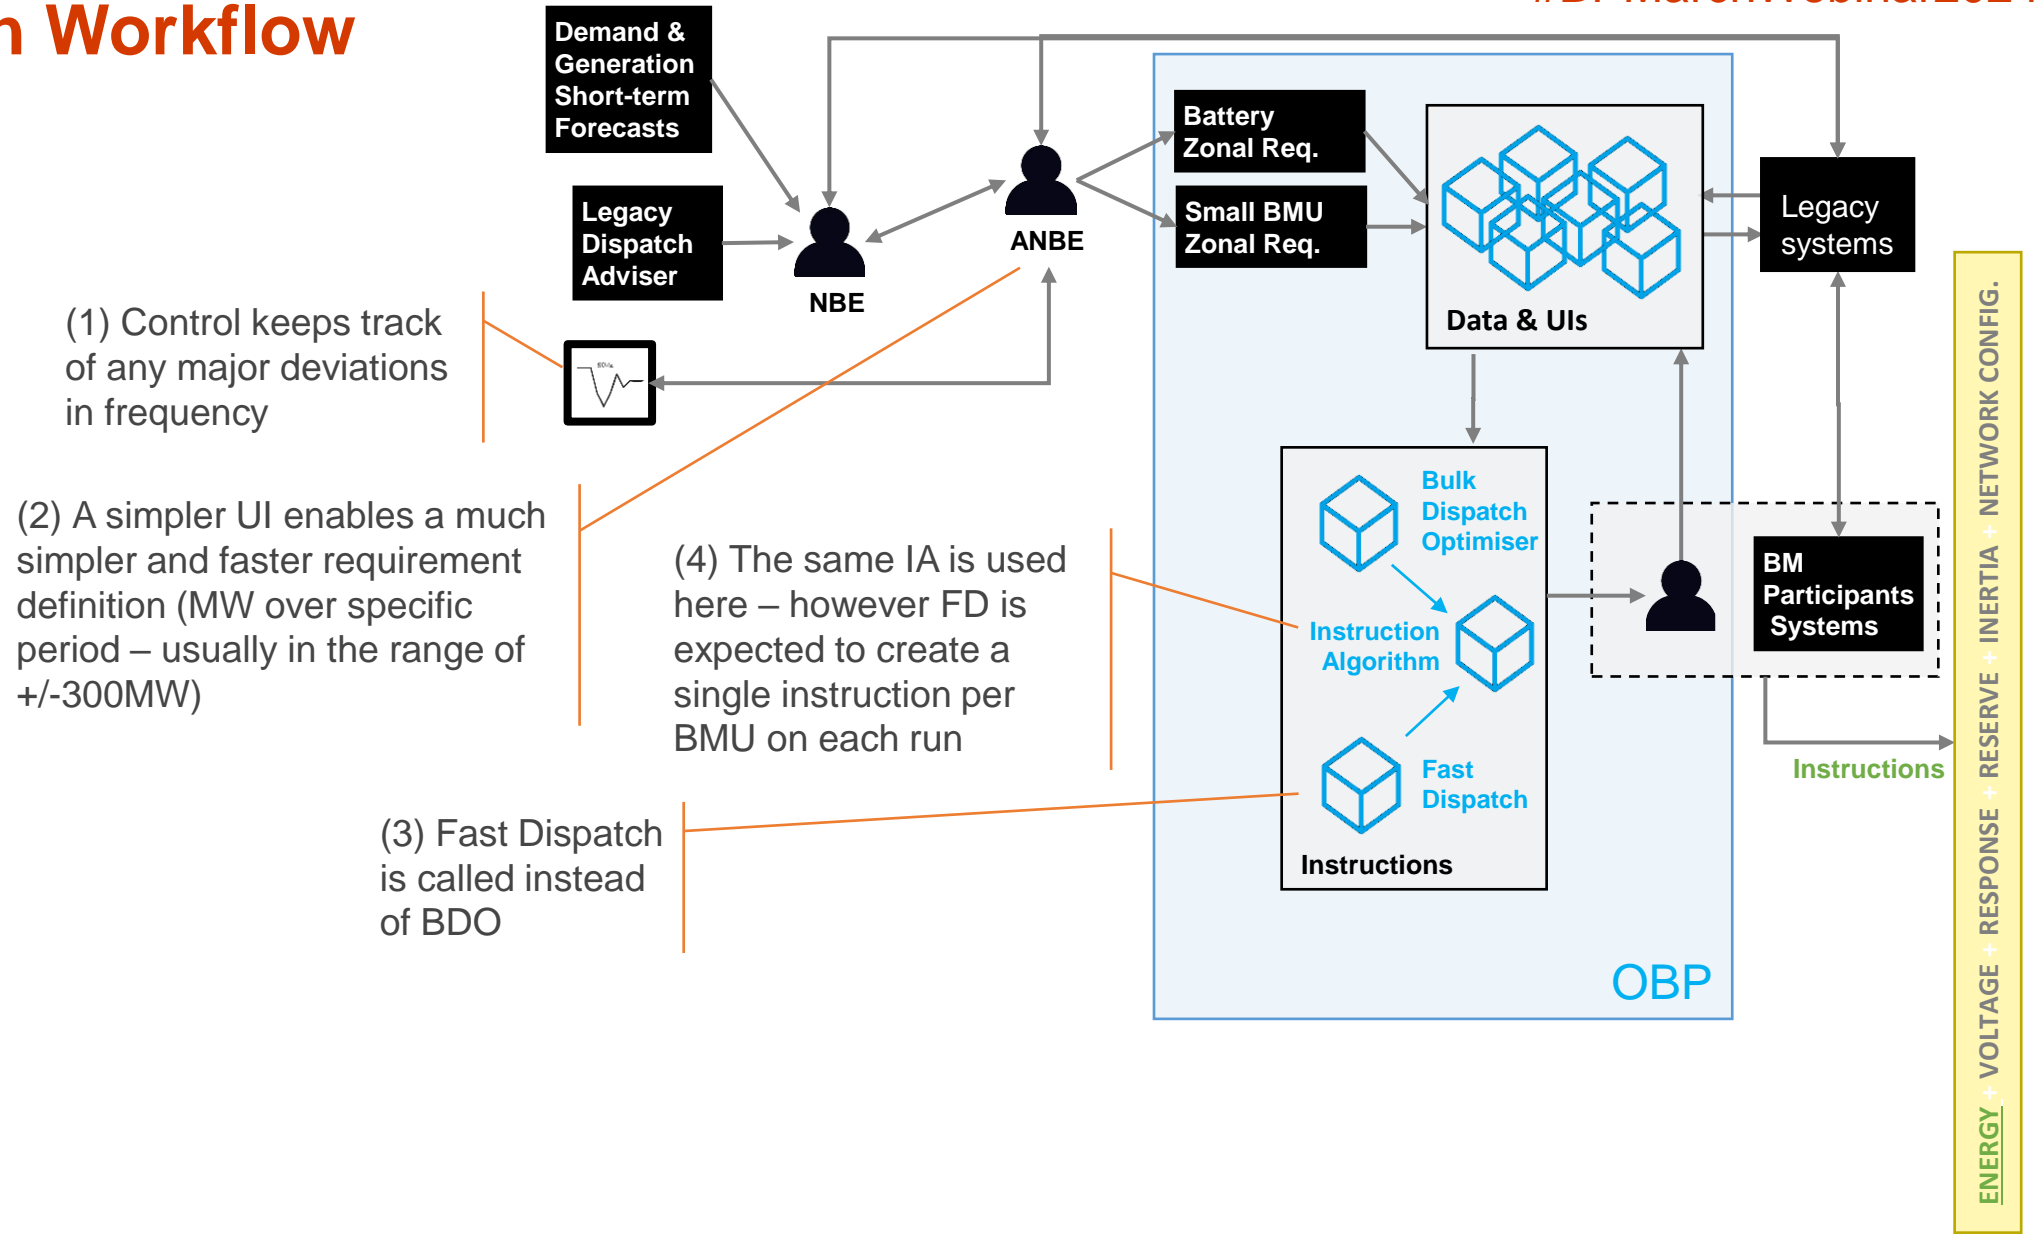 Workflow
Demand &
Generation
Short-term
Forecasts
Legacy
Dispatch
Adviser
NBE
ANBE
Battery
Zonal Req.
Small BMU
Zonal Req.
Data & UIs
Legacy
systems
(1) Control keeps track
of any major deviations
in frequency
(2) A simpler UI enables a much
simpler and faster requirement
definition (MW over specific
period – usually in the range of
+/-300MW)
(4) The same IA is used
here – however FD is
expected to create a
single instruction per
BMU on each run
(3) Fast Dispatch
is called instead
of BDO
Bulk
Dispatch
Optimiser
Instruction
Algorithm
Fast
Dispatch
Instructions
OBP
BM
Participants
Systems
Instructions
ENERGY + VOLTAGE + RESPONSE + RESERVE + INERTIA + NETWORK CONFIG.